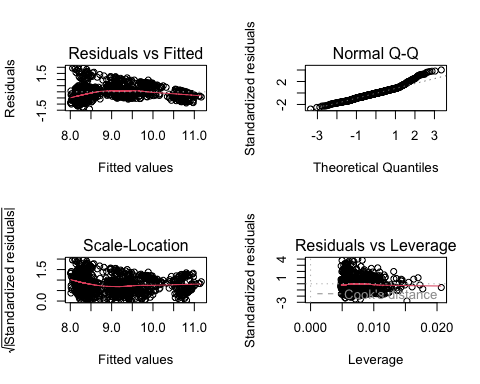 Residuals vs Fitted
Residuals
-1.5 1.5
8.0 9.0 10.0 11.0
Fitted values
Normal Q-Q
Standardized residuals
-2 2
-3 -1 1 2 3
Theoretical Quantiles
Scale-Location
√|Standardized residuals|
0.0 1.5
8.0 9.0 10.0 11.0
Fitted values
Residuals vs Leverage
Standardized residuals
-3 1 4
Cook's distance
0.000 0.010 0.020
Leverage